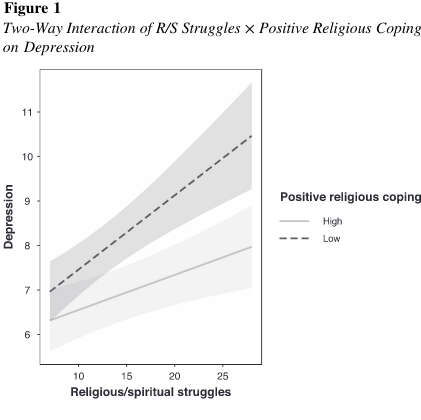 Figure 1
Two-Way Interaction of R/S Struggles × Positive Religious Coping
on Depression
11
10
9
8
7
6
Depression
10 15 20 25
Religious/spiritual struggles
Positive religious coping
High
Low